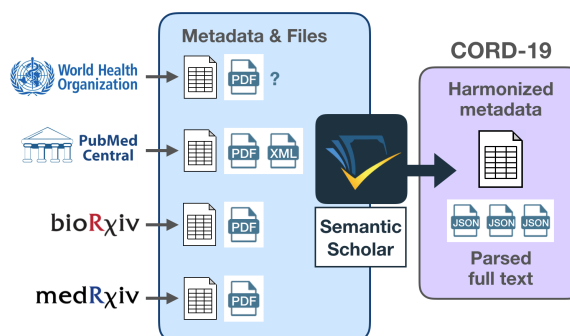 Metadata & Files
World Health
Organization
PDF
?
PubMed
Central
PDF
XML
bioRχiv
PDF
medRχiv
PDF
Semantic
Scholar
CORD-19
Harmonized
metadata
JSON
JSON
JSON
Parsed
full text